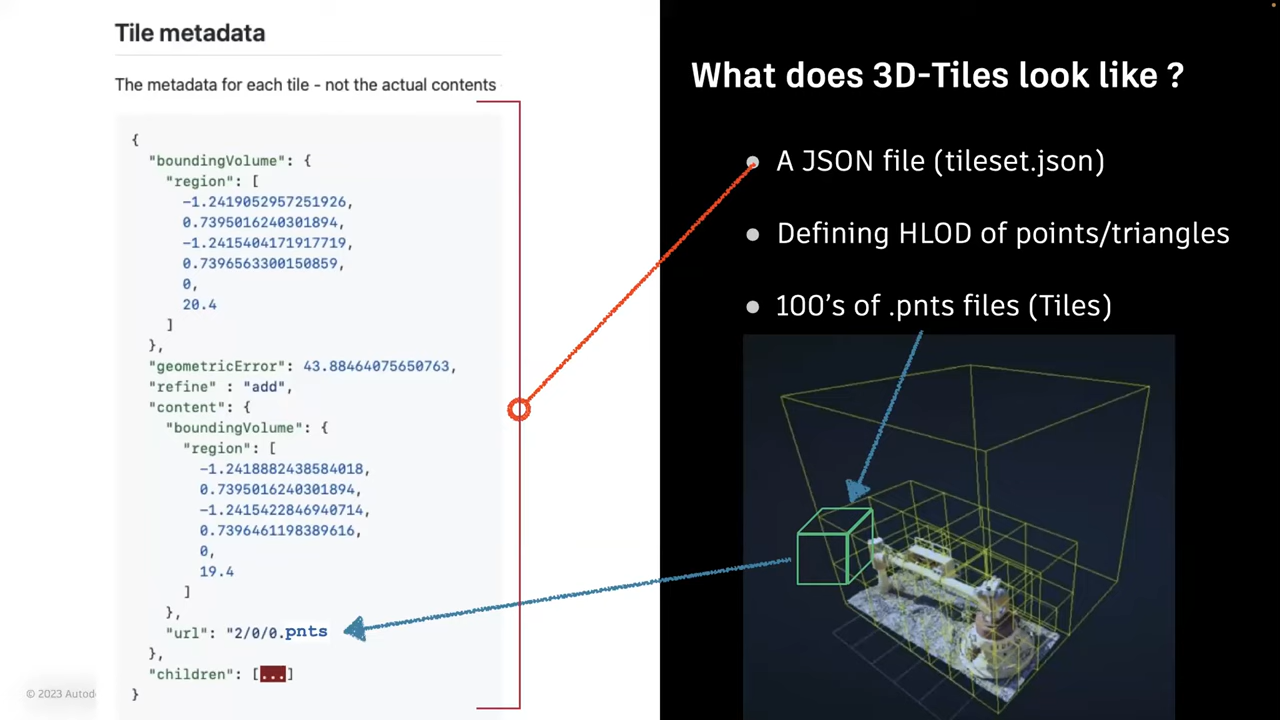 Tile metadata
The metadata for each tile - not the actual contents
{
"boundingVolume": {
"region": [
-1.2419052957251926,
0.7395016240301894,
-1.2415404171917719,
0.7396563300150859,
0,
20.4
]
},
"geometricError": 43.88464075650763,
"refine" : "add",
"content": {
"boundingVolume": {
"region": [
-1.2418882438584018,
0.7395016240301894,
-1.2415422846940714,
0.7396461198389616,
0,
19.4
]
},
"url": "2/0/0.pnts
},
"children": [...]
}
© 2023 Autod
What does 3D-Tiles look like ?
● A JSON file (tileset.json)
● Defining HLOD of points/triangles
● 100's of .pnts files (Tiles)